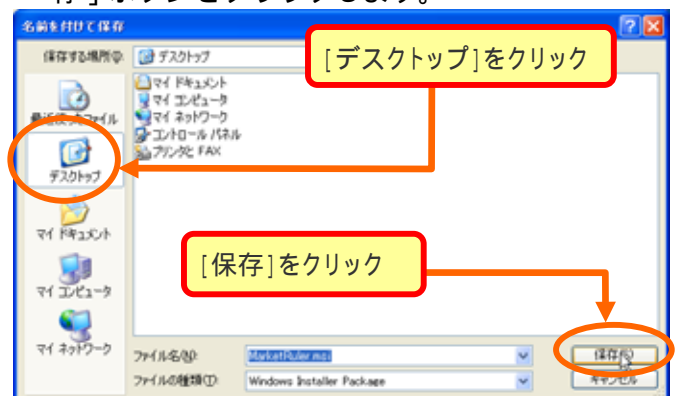 存］ボタンをクリックします。
名前を付けて保存
保存する場所(I):
デスクトップ
[デスクトップ]をクリック
マイ ドキュメント
マイ コンピュータ
マイ ネットワーク
コントロール パネル
プリンタと FAX
最近使ったファイル
デスクトップ
マイ ドキュメント
マイ コンピュータ
マイ ネットワーク
[保存]をクリック
ファイル名(N):
MarketRuler.msi
保存(S)
ファイルの種類(T):
Windows Installer Package
キャンセル